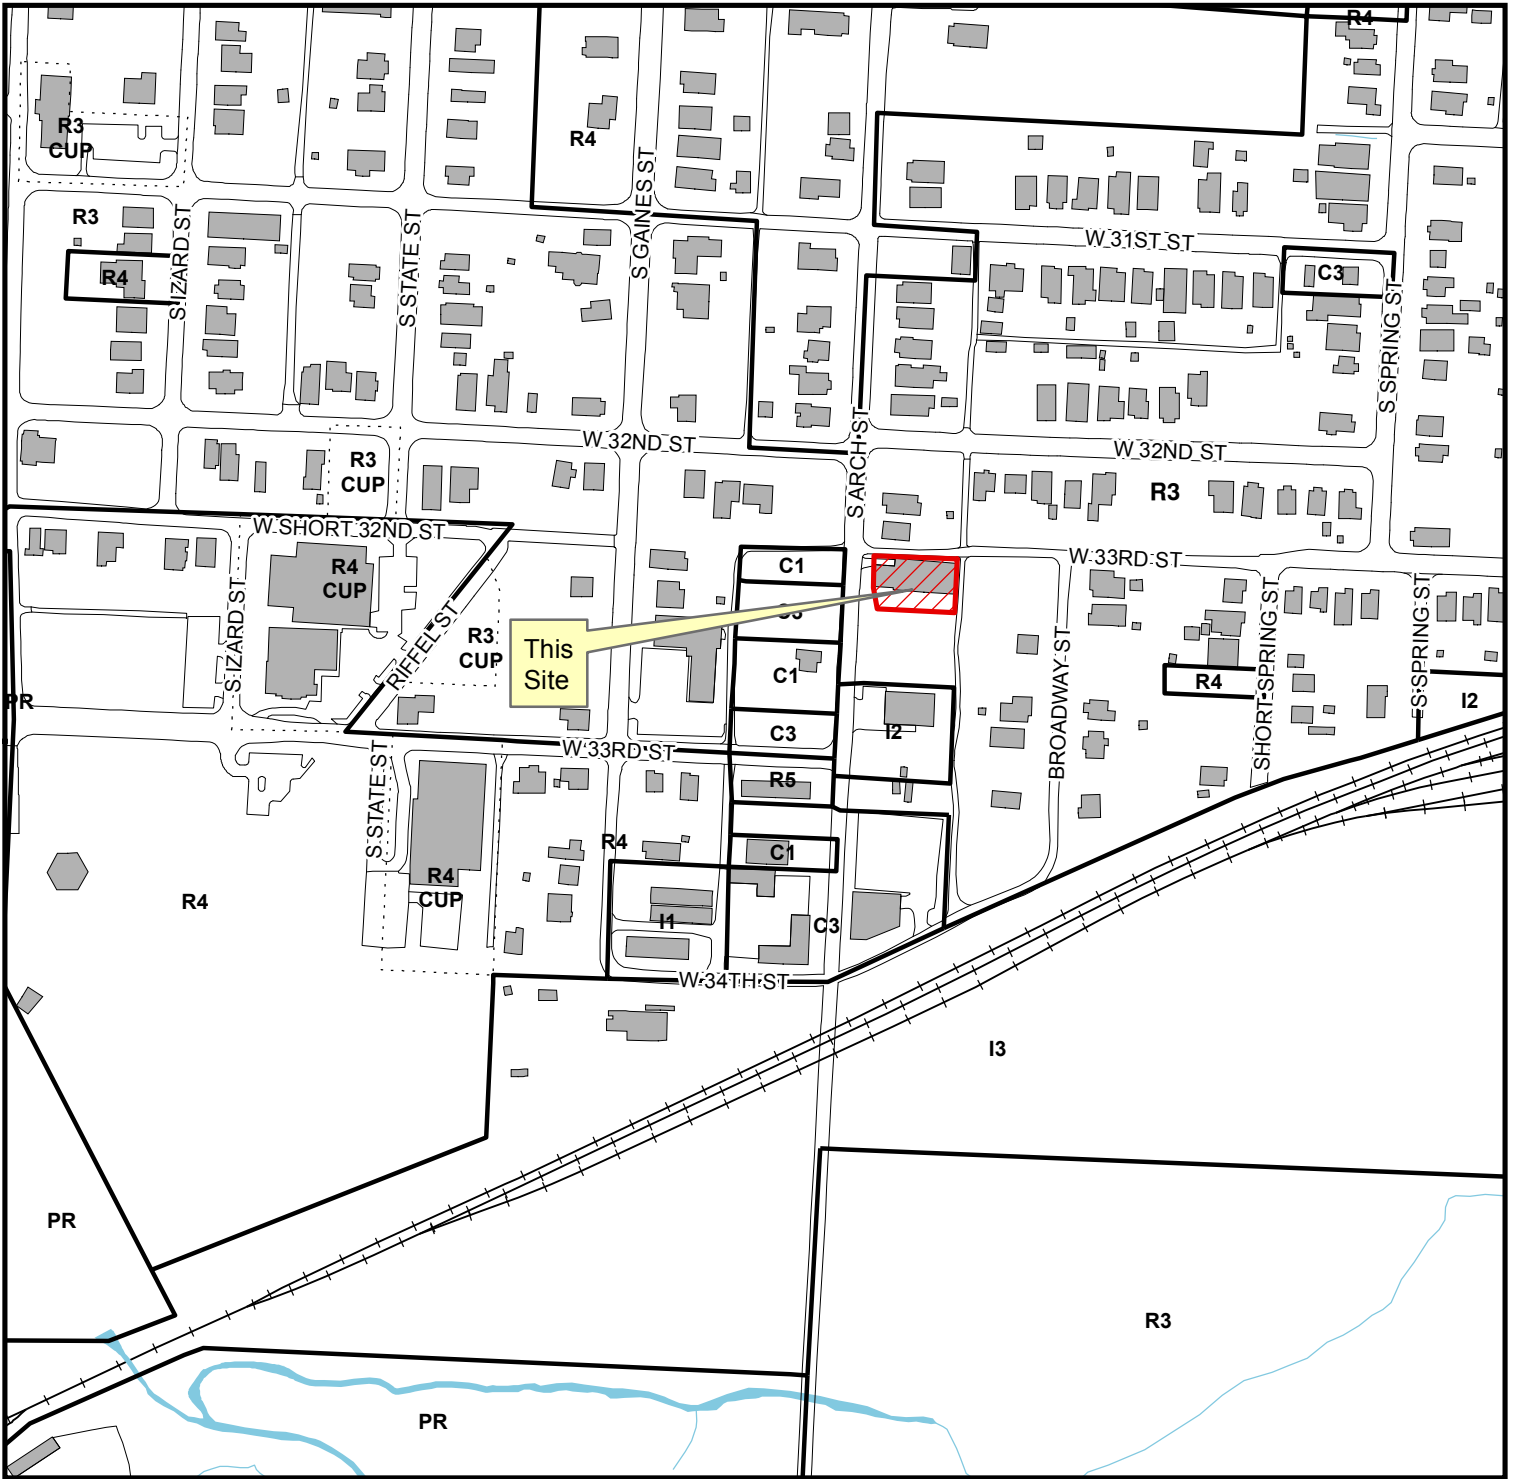 R4
R3
CUP
R4
S GAINES ST
R3
S IZARD ST
S STATE ST
W 31ST ST
R4
C3
S SPRING ST
W 32ND ST
S ARCH ST
W 32ND ST
R3
CUP
R3
W SHORT 32ND ST
R4
CUP
C1
W 33RD ST
S IZARD ST
RIFFEL ST
R3
CUP
This
Site
C3
C1
BROADWAY ST
SHORT SPRING ST
S SPRING ST
R4
I2
PR
C3
I2
W 33RD ST
S STATE ST
R5
R4
C1
R4
CUP
R4
I1
C3
W 34TH ST
I3
PR
R3
PR